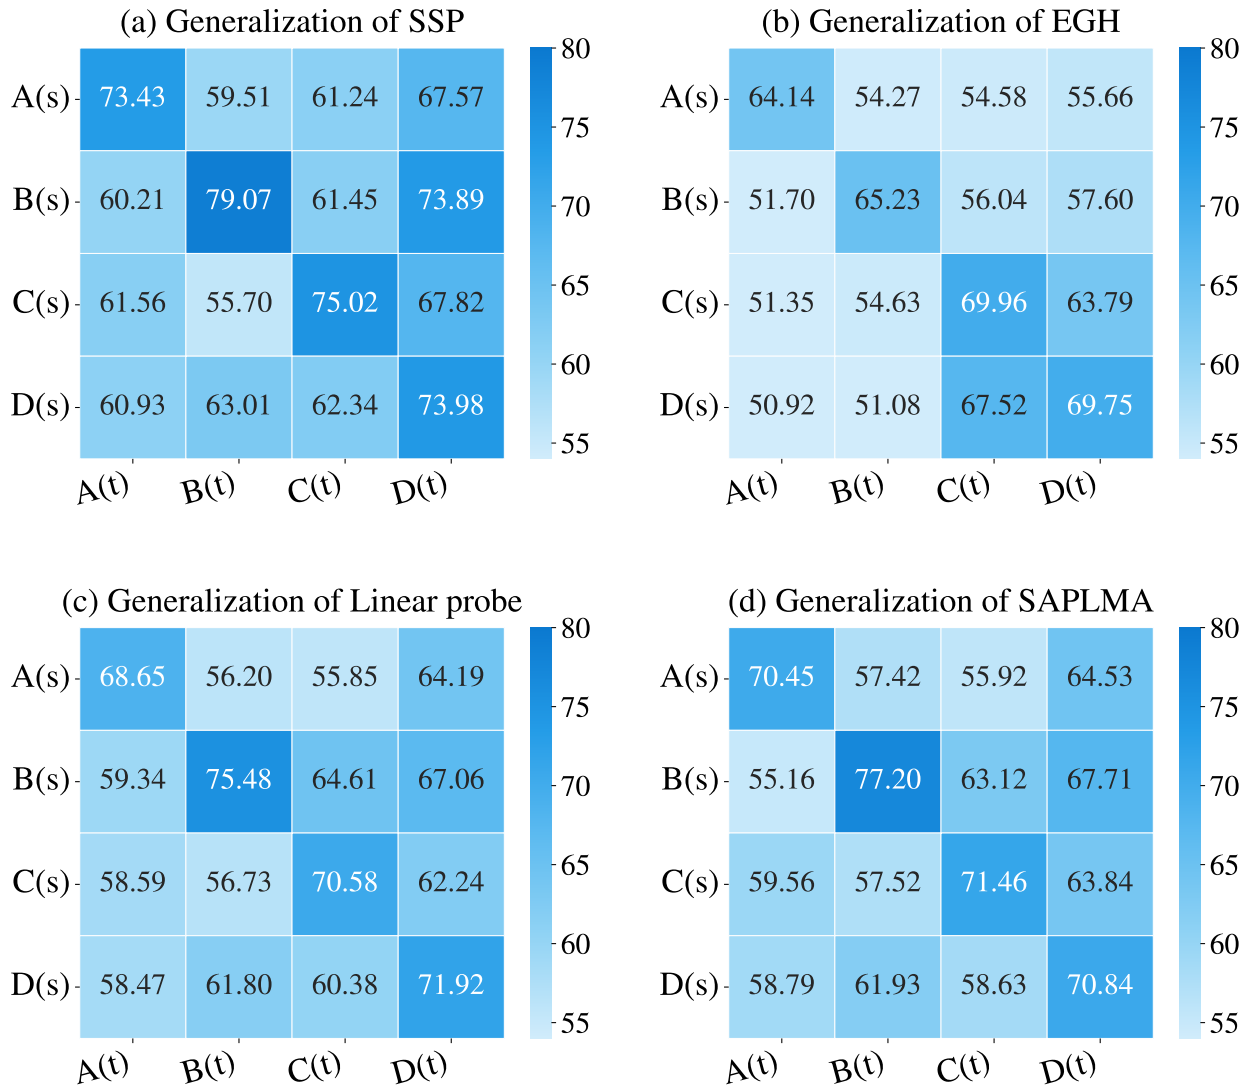 (a) Generalization of SSP
A(s) 73.43 59.51 61.24 67.57
B(s) 60.21 79.07 61.45 73.89
C(s) 61.56 55.70 75.02 67.82
D(s) 60.93 63.01 62.34 73.98
A(t) B(t) C(t) D(t)
80
75
70
65
60
55
(b) Generalization of EGH
A(s) 64.14 54.27 54.58 55.66
B(s) 51.70 65.23 56.04 57.60
C(s) 51.35 54.63 69.96 63.79
D(s) 50.92 51.08 67.52 69.75
A(t) B(t) C(t) D(t)
80
75
70
65
60
55
(c) Generalization of Linear probe
A(s) 68.65 56.20 55.85 64.19
B(s) 59.34 75.48 64.61 67.06
C(s) 58.59 56.73 70.58 62.24
D(s) 58.47 61.80 60.38 71.92
A(t) B(t) C(t) D(t)
80
75
70
65
60
55
(d) Generalization of SAPLMA
A(s) 70.45 57.42 55.92 64.53
B(s) 55.16 77.20 63.12 67.71
C(s) 59.56 57.52 71.46 63.84
D(s) 58.79 61.93 58.63 70.84
A(t) B(t) C(t) D(t)
80
75
70
65
60
55